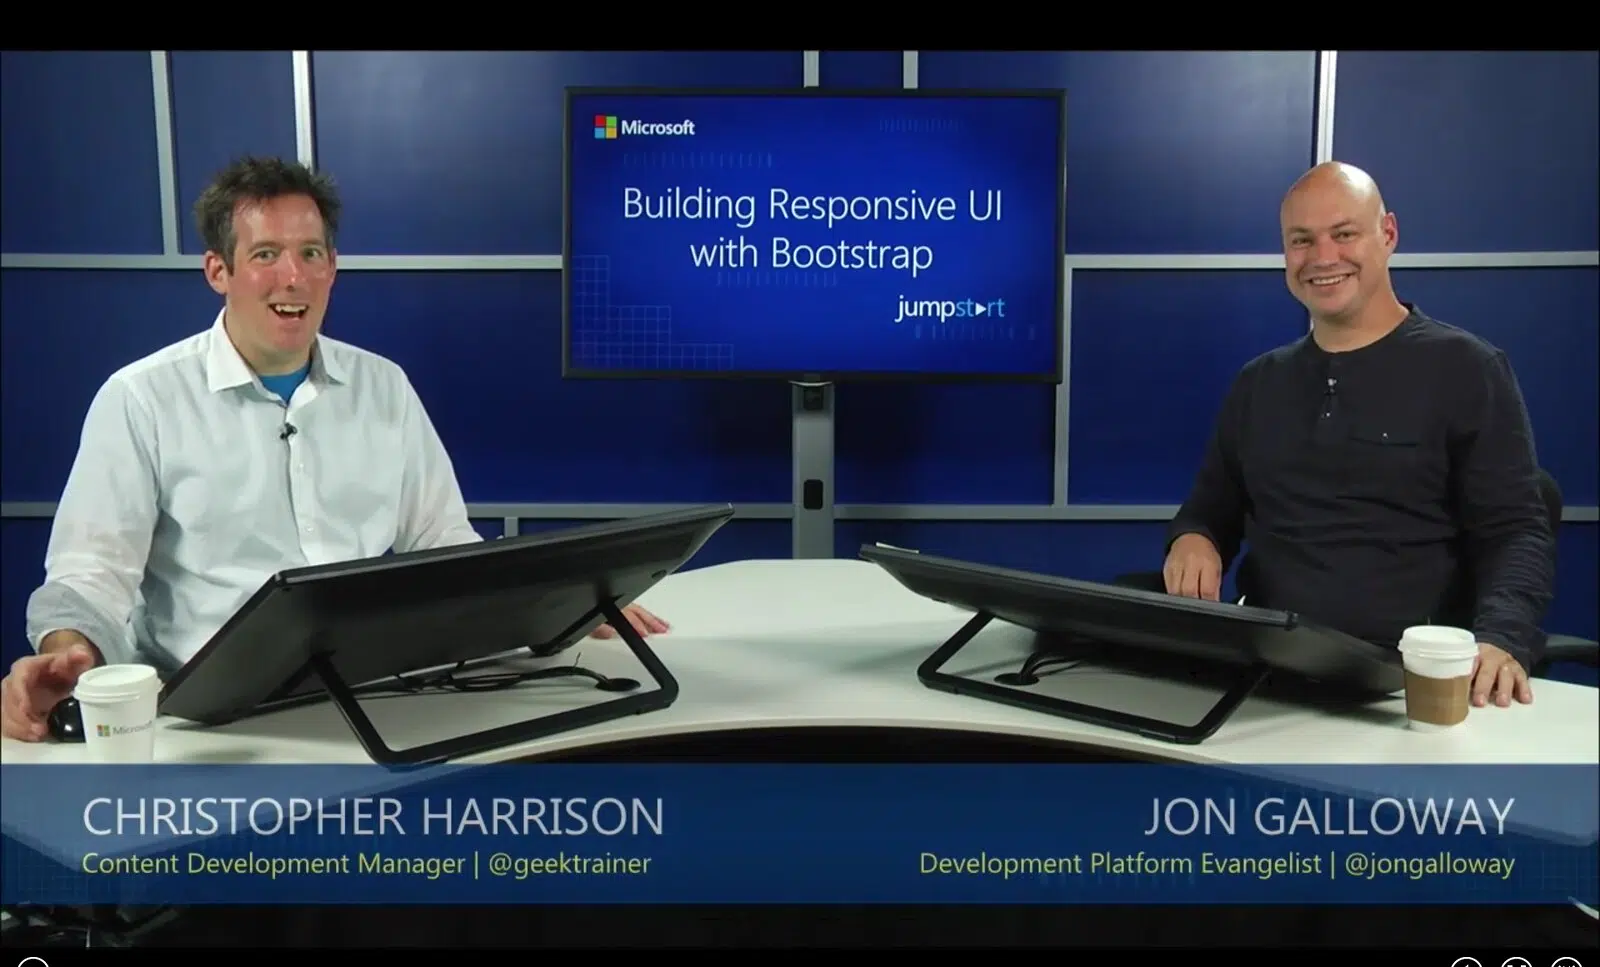 Microsoft
Building Responsive UI
with Bootstrap
jumpstart
Microsoft
CHRISTOPHER HARRISON
Content Development Manager | @geektrainer
JON GALLOWAY
Development Platform Evangelist | @jongalloway